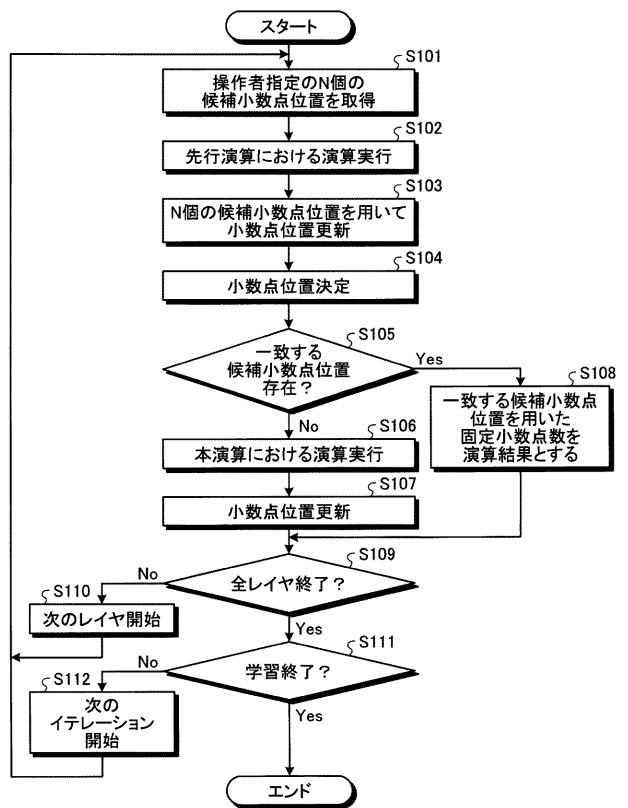 スタート
S101
操作者指定のN個の
候補小数点位置を取得
S102
先行演算における演算実行
S103
N個の候補小数点位置を用いて
小数点位置更新
S104
小数点位置決定
S105
一致する
候補小数点位置
存在？
Yes
S108
一致する候補小数点
位置を用いた
固定小数点数を
演算結果とする
No
S106
本演算における演算実行
S107
小数点位置更新
S109
全レイヤ終了？
No
S110
次のレイヤ開始
Yes
S111
学習終了？
No
S112
次の
イテレーション
開始
Yes
エンド